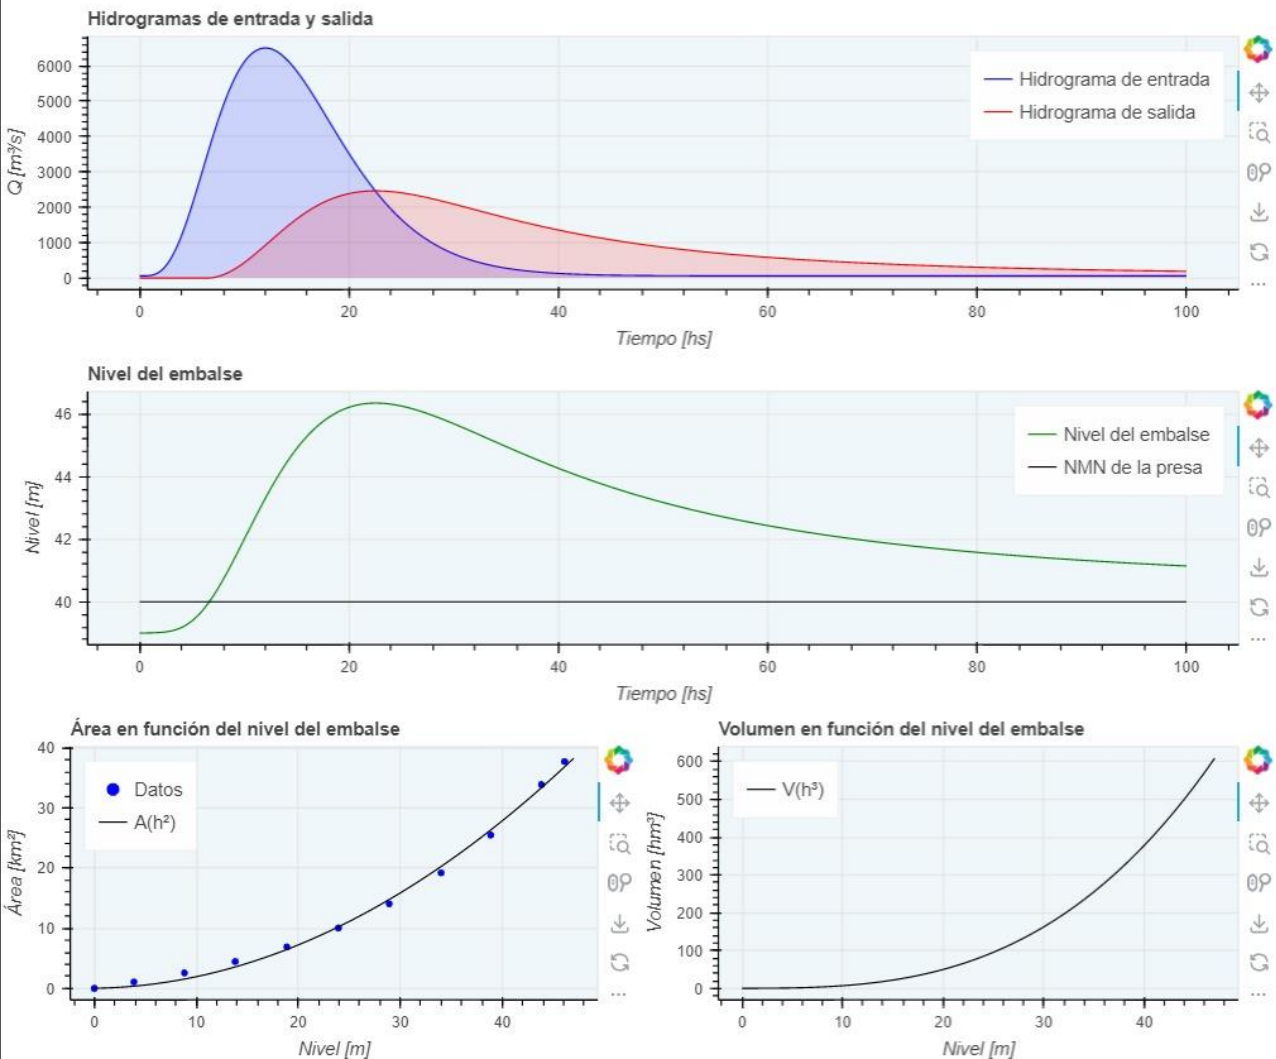 Hidrogramas de entrada y salida
Q [m³/s]
6000
5000
4000
3000
2000
1000
0
Hidrograma de entrada
Hidrograma de salida
0 20 40 60 80 100
Tiempo [hs]
Nivel del embalse
Nivel [m]
46
44
42
40
Nivel del embalse
NMN de la presa
0 20 40 60 80 100
Tiempo [hs]
Área en función del nivel del embalse
Área [km²]
40
30
20
10
0
Datos
A(h²)
0 10 20 30 40
Nivel [m]
Volumen en función del nivel del embalse
Volumen [hm³]
600
500
400
300
200
100
0
V(h³)
0 10 20 30 40
Nivel [m]